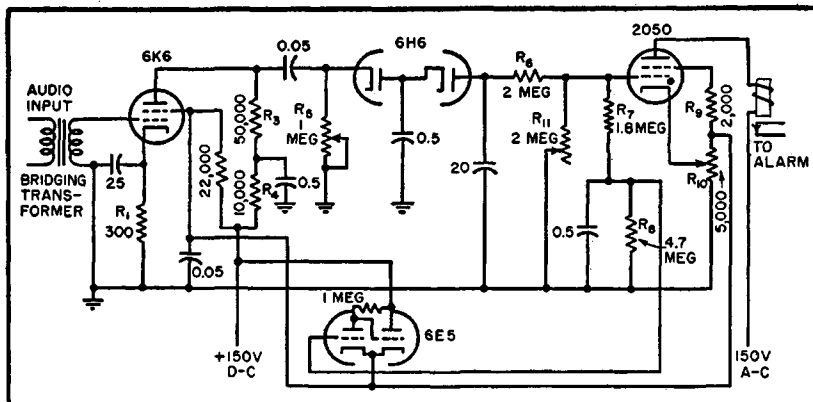 6K6
0.05
6H6
2050
AUDIO
INPUT
BRIDGING
TRANS-
FORMER
25
R1
300
22,000
0.05
50,000
R3
10,000
R4
0.5
R5
1
MEG
0.5
20
R6
2 MEG
R11
2 MEG
R7
1.8 MEG
0.5
R8
4.7
MEG
R9
2,000
R10
5,000
TO
ALARM
1 MEG
6E5
+150V
D-C
150V
A-C